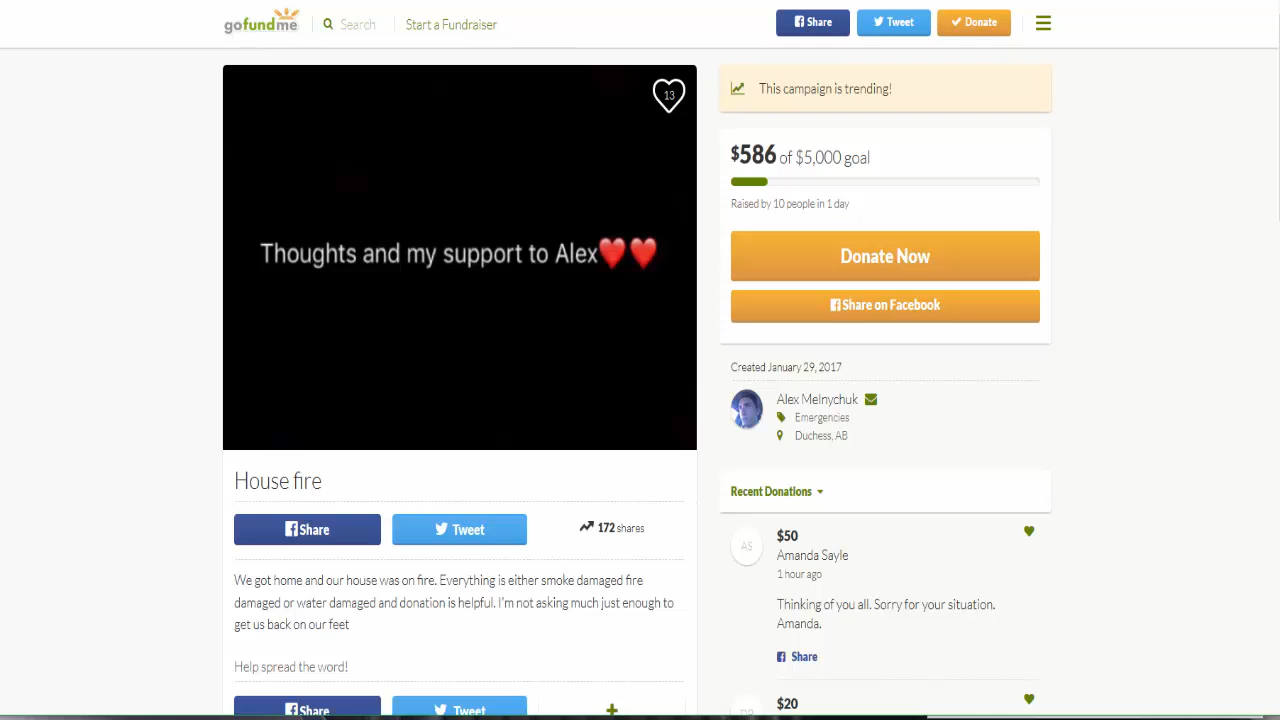 gofundme
Search
Start a Fundraiser
Share
Tweet
Donate
13
Thoughts and my support to Alex❤️❤️
This campaign is trending!
$586 of $5,000 goal
Raised by 10 people in 1 day
Donate Now
Share on Facebook
Created January 29, 2017
Alex Melnychuk
Emergencies
Duchess, AB
House fire
Share
Tweet
172 shares
We got home and our house was on fire. Everything is either smoke damaged fire
damaged or water damaged and donation is helpful. I'm not asking much just enough to
get us back on our feet
Help spread the word!
Share
Tweet
+
Recent Donations
AS
$50
Amanda Sayle
1 hour ago
Thinking of you all. Sorry for your situation.
Amanda.
Share
$20